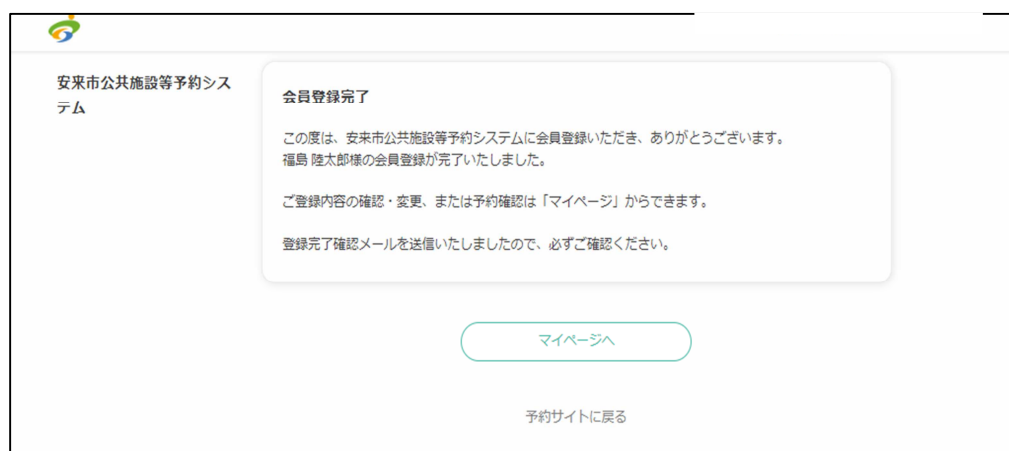 安来市公共施設等予約シス
テム
会員登録完了
この度は、安来市公共施設等予約システムに会員登録いただき、ありがとうございます。
福島 陸太郎様の会員登録が完了いたしました。
ご登録内容の確認・変更、または予約確認は「マイページ」からできます。
登録完了確認メールを送信いたしましたので、必ずご確認ください。
マイページへ
予約サイトに戻る